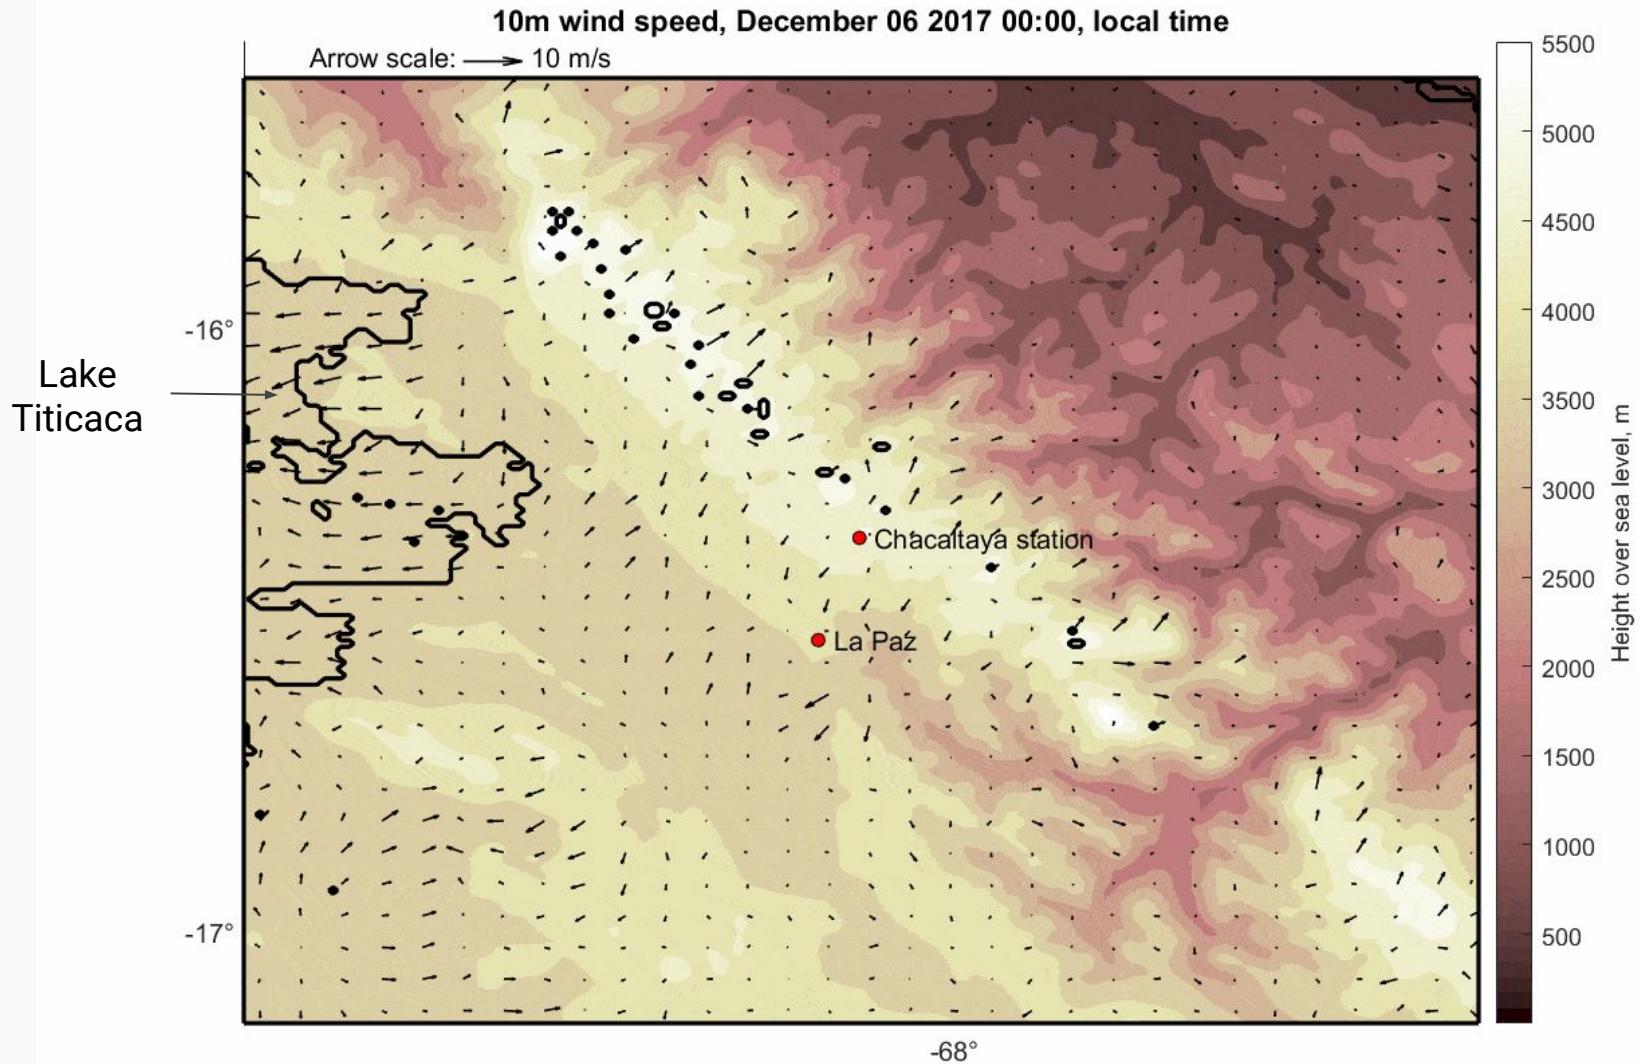 10m wind speed, December 06 2017 00:00, local time
Arrow scale: 10 m/s
5500
5000
4500
4000
3500
3000
2500
2000
1500
1000
500
Height over sea level, m
-16°
Lake
Titicaca
Chacaltaya station
La Paz
-17°
-68°